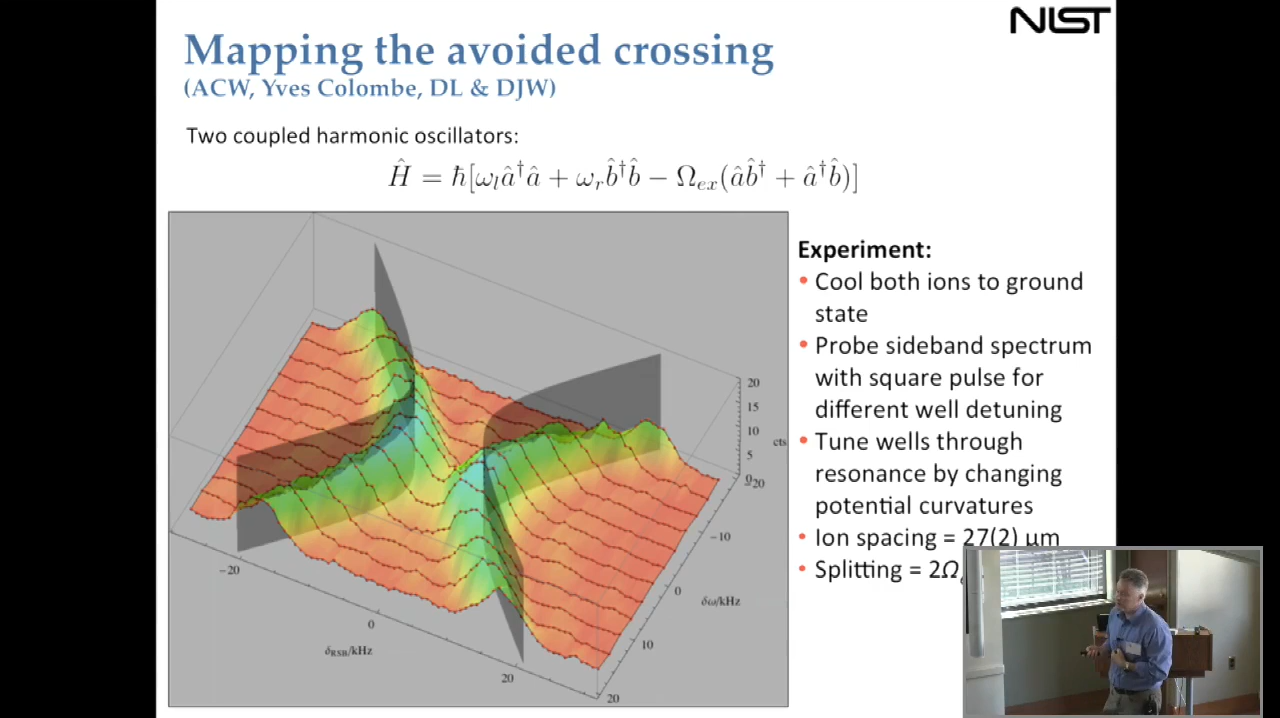 NIST
Mapping the avoided crossing
(ACW, Yves Colombe, DL & DJW)
Two coupled harmonic oscillators:
Ĥ = ℏ[ω_l â†â + ω_r b̂†b̂ − Ω_ex(âb̂† + â†b̂)]
Experiment:
• Cool both ions to ground
state
• Probe sideband spectrum
with square pulse for
different well detuning
• Tune wells through
resonance by changing
potential curvatures
• Ion spacing = 27(2) μm
• Splitting = 2Ω
20
15
10
cts
5
0
-20
-10
0
δω/kHz
10
20
-20
0
δRSB/kHz
20